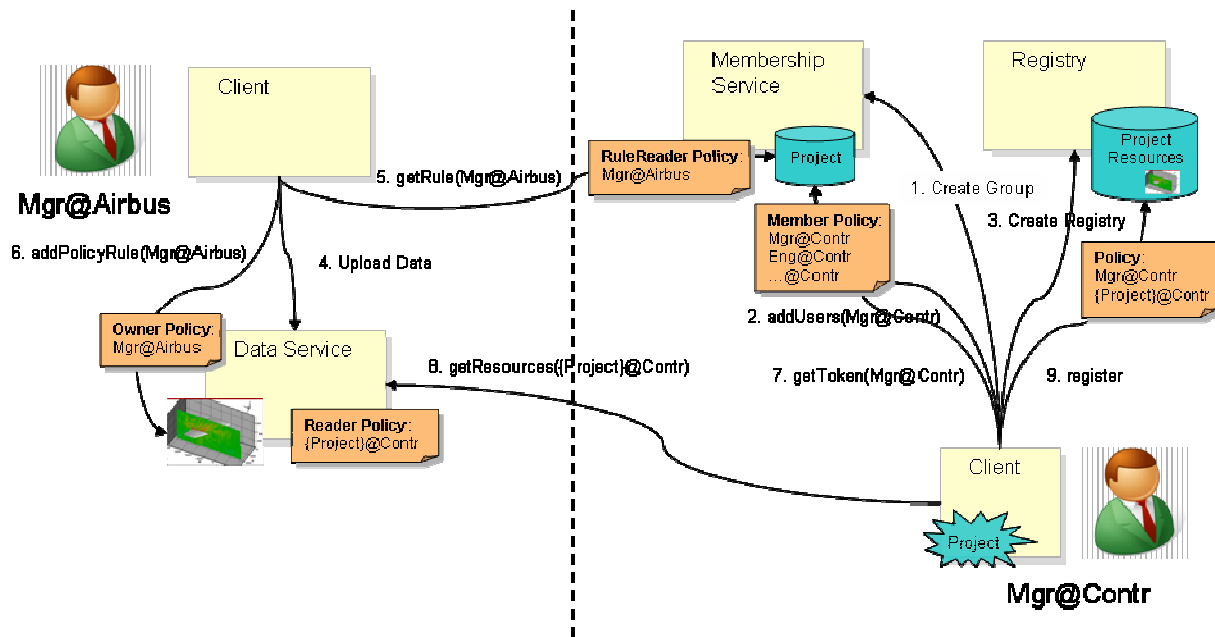 Client
Mgr@Airbus
Membership
Service
Registry
Project
Project
Resources
RuleReader Policy:
Mgr@Airbus
5. getRule(Mgr@Airbus)
1. Create Group
3. Create Registry
Member Policy:
Mgr@Contr
Eng@Contr
...@Contr
Policy:
Mgr@Contr
{Project}@Contr
6. addPolicyRule(Mgr@Airbus)
4. Upload Data
Owner Policy:
Mgr@Airbus
Data Service
2. addUsers(Mgr@Contr)
8. getResources({Project}@Contr)
7. getToken(Mgr@Contr)
9. register
Reader Policy:
{Project}@Contr
Client
Project
Mgr@Contr